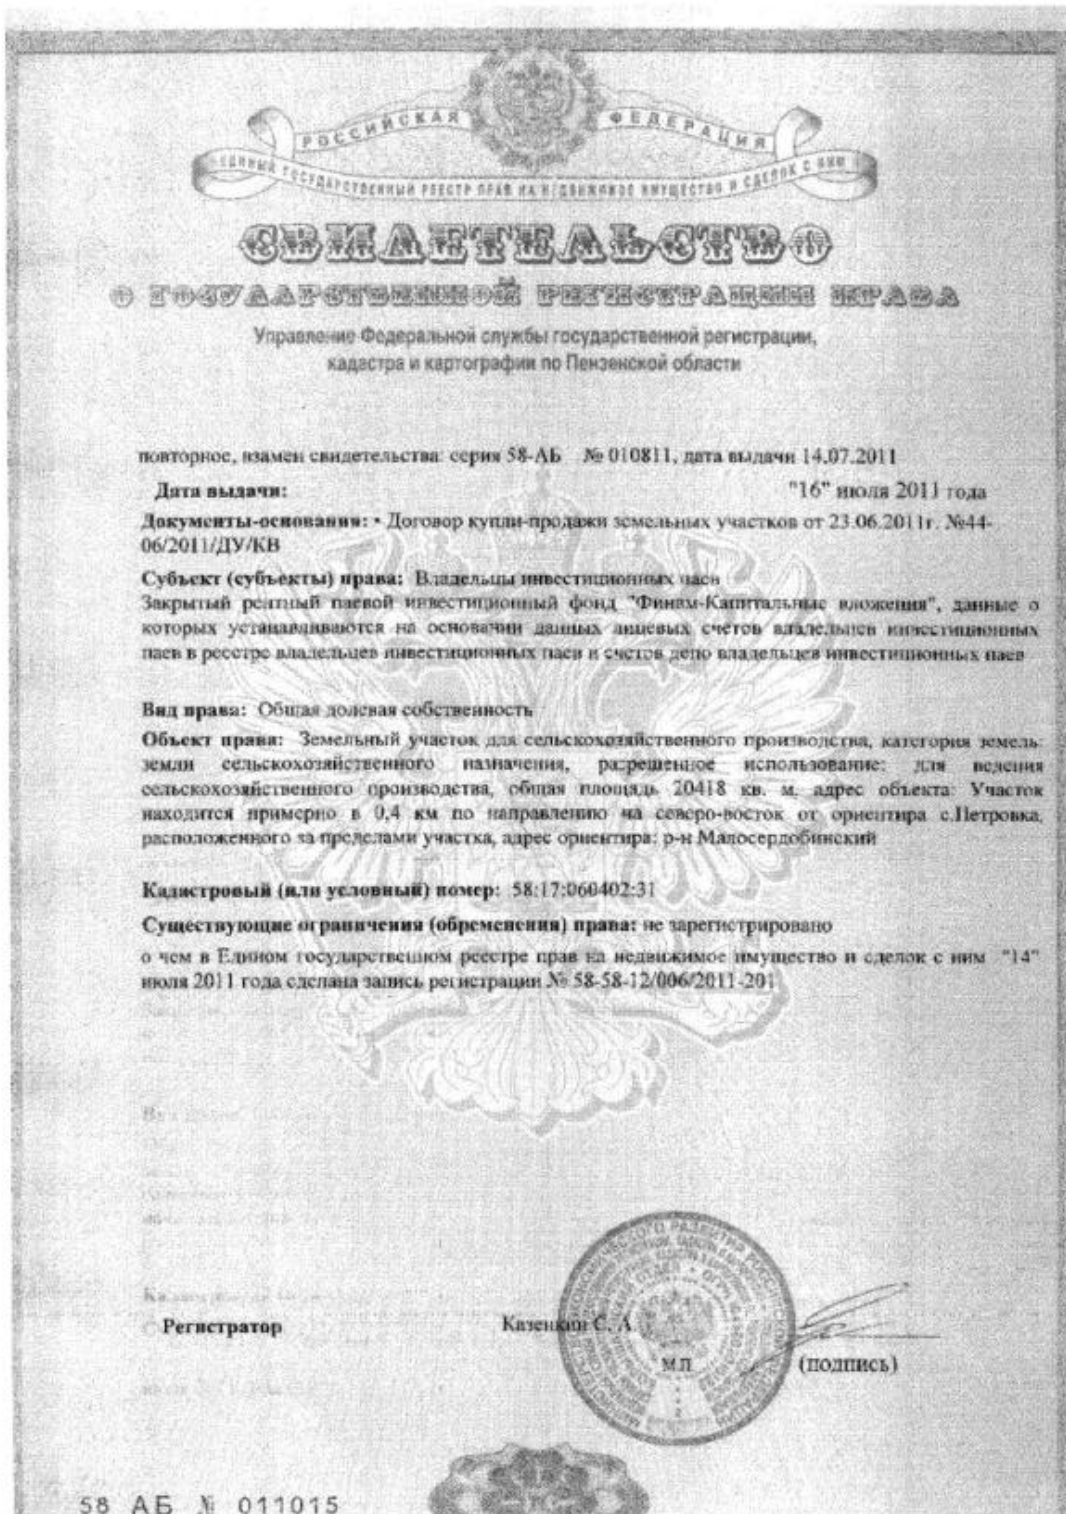 РОССИЙСКАЯ ФЕДЕРАЦИЯ
ЕДИНЫЙ ГОСУДАРСТВЕННЫЙ РЕЕСТР ПРАВ НА НЕДВИЖИМОЕ ИМУЩЕСТВО И СДЕЛОК С НИМ
СВИДЕТЕЛЬСТВО
О ГОСУДАРСТВЕННОЙ РЕГИСТРАЦИИ ПРАВА
Управление Федеральной службы государственной регистрации,
кадастра и картографии по Пензенской области
повторное, взамен свидетельства: серия 58-АБ № 010811, дата выдачи 14.07.2011
Дата выдачи: "16" июля 2011 года
Документы-основания: • Договор купли-продажи земельных участков от 23.06.2011г. №44-
06/2011/ДУ/КВ
Субъект (субъекты) права: Владельцы инвестиционных паев
Закрытый рентный паевой инвестиционный фонд "Финам-Капитальные вложения", данные о
которых устанавливаются на основании данных лицевых счетов владельцев инвестиционных
паев в реестре владельцев инвестиционных паев и счетов депо владельцев инвестиционных паев
Вид права: Общая долевая собственность
Объект права: Земельный участок для сельскохозяйственного производства, категория земель:
земли сельскохозяйственного назначения, разрешенное использование: для ведения
сельскохозяйственного производства, общая площадь 20418 кв. м, адрес объекта: Участок
находится примерно в 0,4 км по направлению на северо-восток от ориентира с.Петровка,
расположенного за пределами участка, адрес ориентира: р-н Малосердобинский
Кадастровый (или условный) номер: 58:17:060402:31
Существующие ограничения (обременения) права: не зарегистрировано
о чем в Едином государственном реестре прав на недвижимое имущество и сделок с ним "14"
июля 2011 года сделана запись регистрации № 58-58-12/006/2011-201
Регистратор Казенкин С. А.
М.П.
(подпись)
58 АБ № 011015